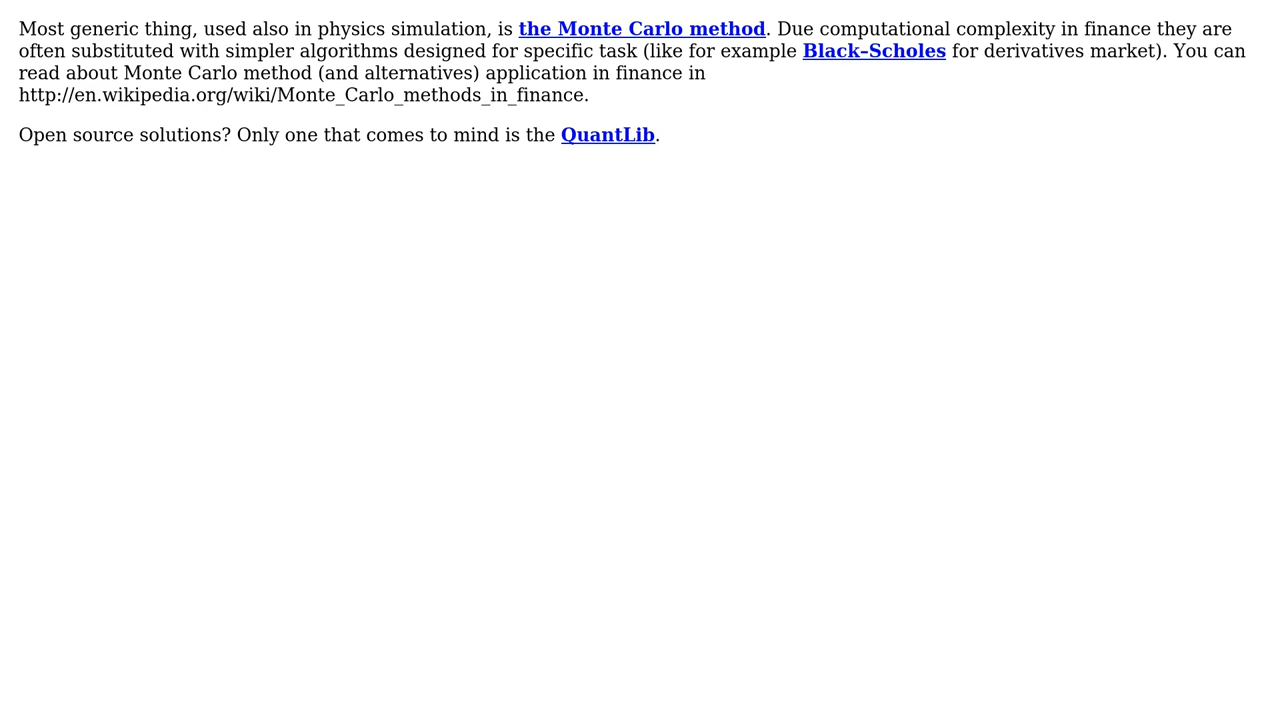 Most generic thing, used also in physics simulation, is the Monte Carlo method. Due computational complexity in finance they are
often substituted with simpler algorithms designed for specific task (like for example Black–Scholes for derivatives market). You can
read about Monte Carlo method (and alternatives) application in finance in
http://en.wikipedia.org/wiki/Monte_Carlo_methods_in_finance.
Open source solutions? Only one that comes to mind is the QuantLib.